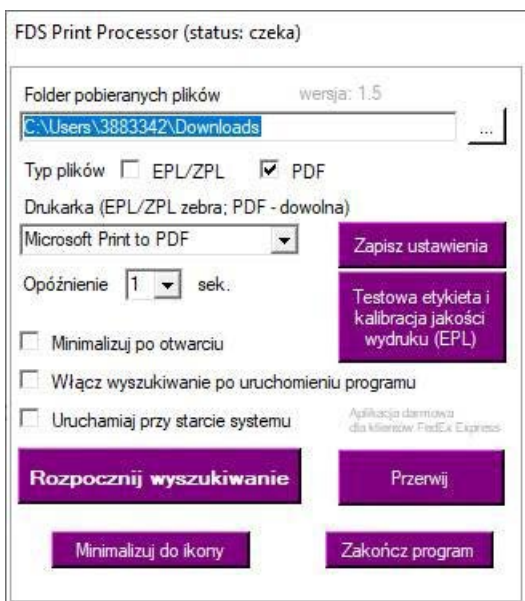 FDS Print Processor (status: czeka)
Folder pobieranych plików wersja: 1.5
C:\Users\3883342\Downloads ...
Typ plików EPL/ZPL PDF
Drukarka (EPL/ZPL zebra; PDF - dowolna)
Microsoft Print to PDF Zapisz ustawienia
Opóźnienie 1 sek.
Testowa etykieta i
kalibracja jakości
wydruku (EPL)
Minimalizuj po otwarciu
Włącz wyszukiwanie po uruchomieniu programu
Uruchamiaj przy starcie systemu
Aplikacja darmowa
dla klientów FedEx Express
Rozpocznij wyszukiwanie Przerwij
Minimalizuj do ikony Zakończ program